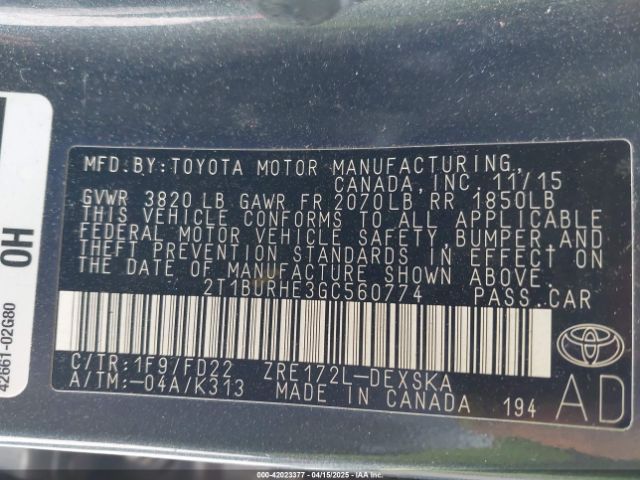 MFD.BY:TOYOTA MOTOR MANUFACTURING,
CANADA, INC. 11/15
GVWR 3820 LB GAWR FR 2070LB RR 1850LB
THIS VEHICLE CONFORMS TO ALL APPLICABLE
FEDERAL MOTOR VEHICLE SAFETY, BUMPER, AND
THEFT PREVENTION STANDARDS IN EFFECT ON
THE DATE OF MANUFACTURE SHOWN ABOVE.
2T1BURHE3GC560774 PASS.CAR
C/TR:1F9/FD22 ZRE172L-DEXSKA
A/TM:-04A/K313 MADE IN CANADA 194
AD
OH
42661-02G80
000-42023377 - 04/15/2025 - IAAI.COM